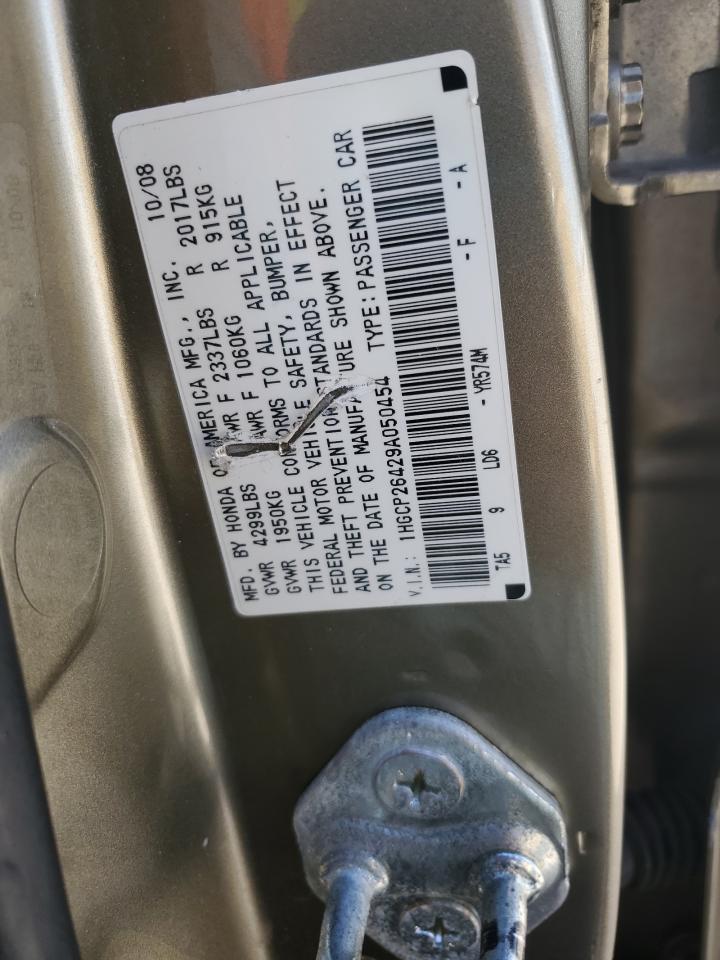 MFD. BY HONDA OF AMERICA MFG., INC. 10/08
GVWR 4299LBS GAWR F 2337LBS R 2017LBS
GVWR 1950KG GAWR F 1060KG R 915KG
THIS VEHICLE CONFORMS TO ALL APPLICABLE
FEDERAL MOTOR VEHICLE SAFETY, BUMPER,
AND THEFT PREVENTION STANDARDS IN EFFECT
ON THE DATE OF MANUFACTURE SHOWN ABOVE.
V.I.N.: 1HGCP26429A050454 TYPE: PASSENGER CAR
TA5 9 LD6 - YR574M - F - A